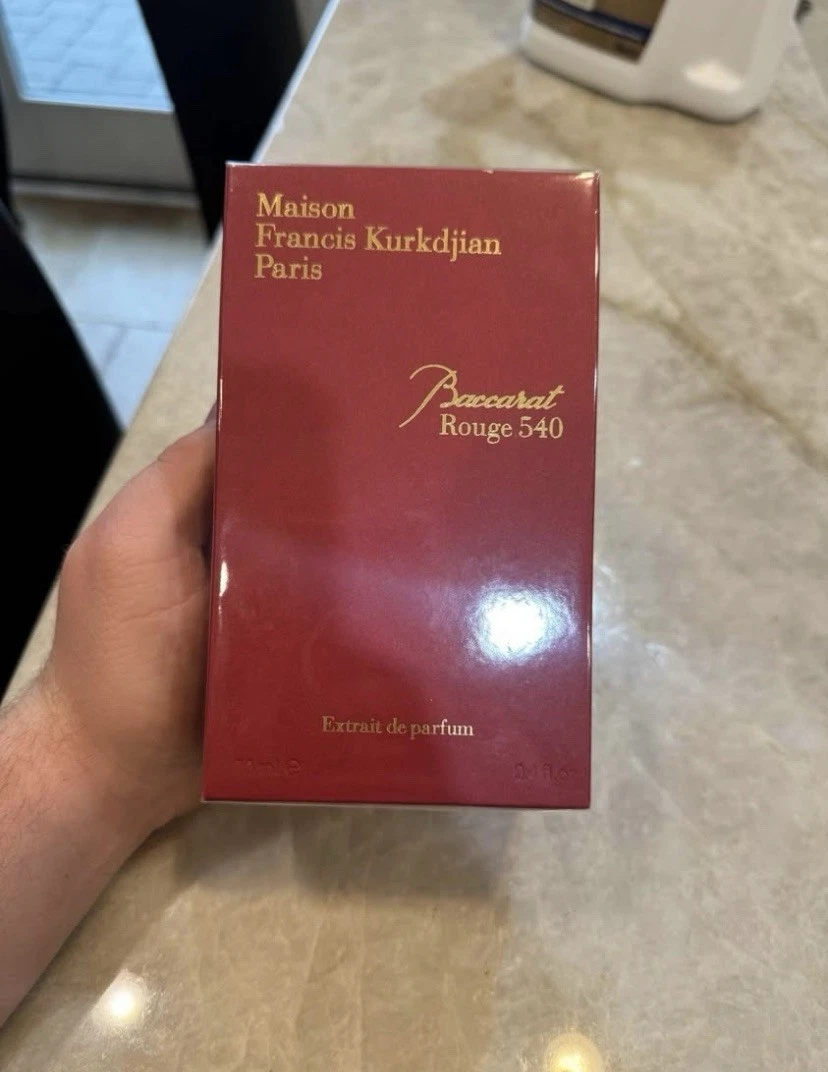 Maison
Francis Kurkdjian
Paris
Baccarat
Rouge 540
Extrait de parfum